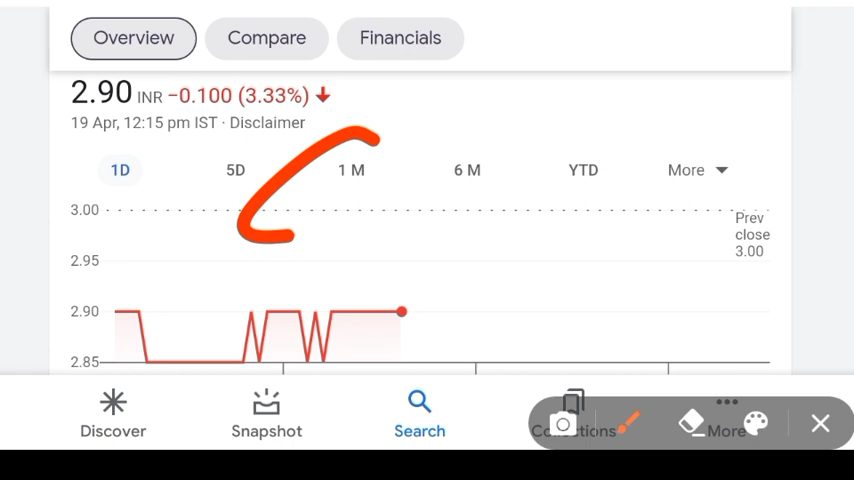 Overview Compare Financials
2.90 INR −0.100 (3.33%)
19 Apr, 12:15 pm IST · Disclaimer
1D 5D 1 M 6 M YTD More
3.00
Prev
close
3.00
2.95
2.90
2.85
Discover Snapshot Search Collections More